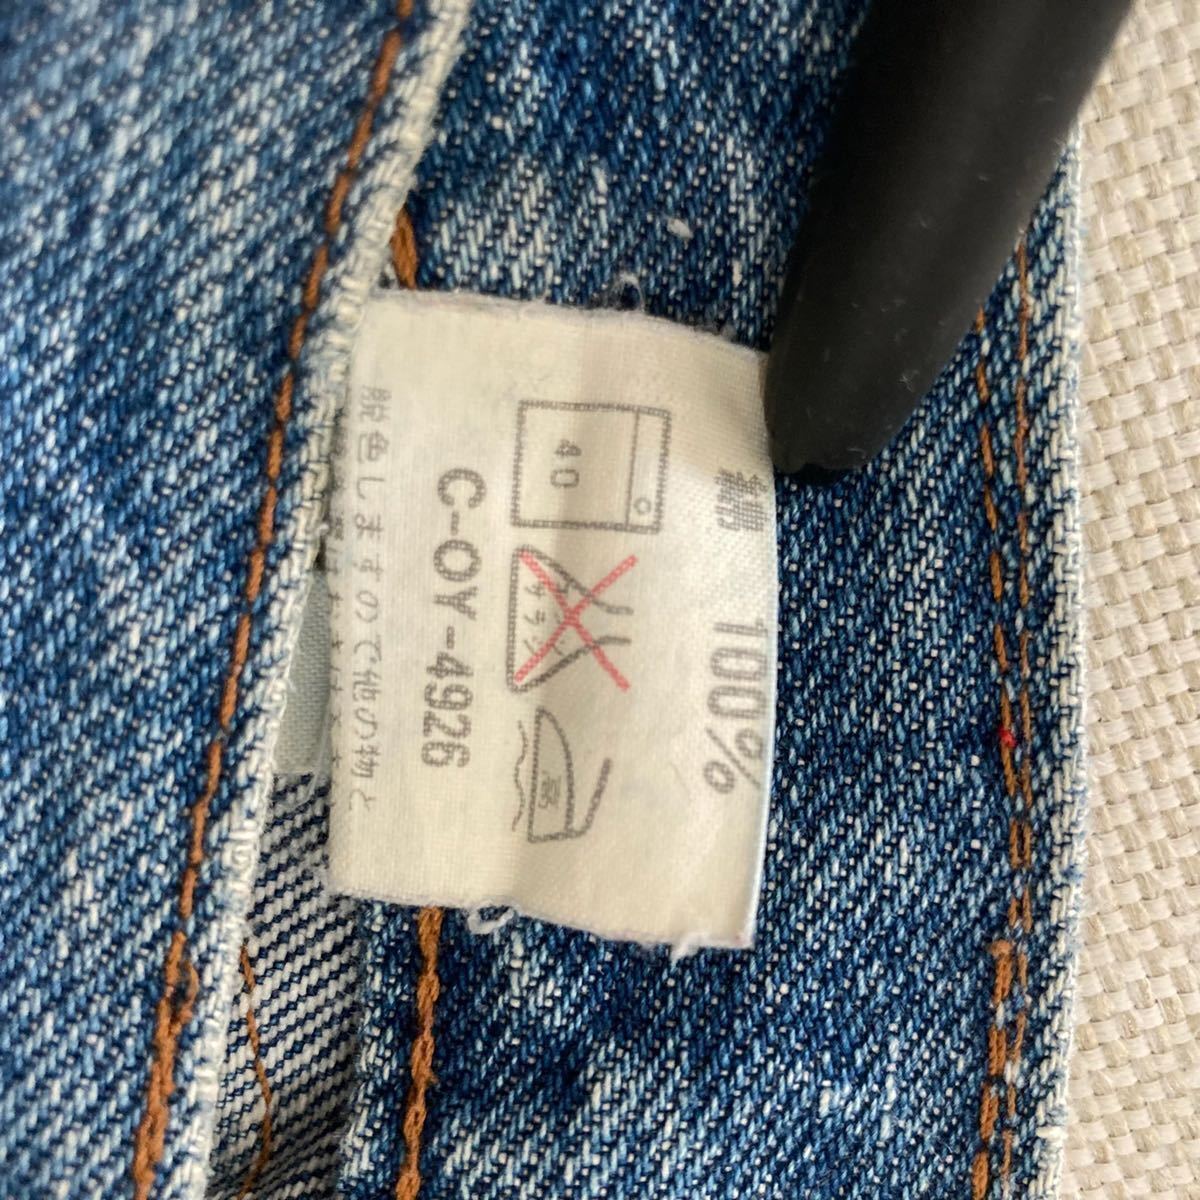 綿 100%
40
サラシ
高
C-OY-4926
脱色しますので他の物と